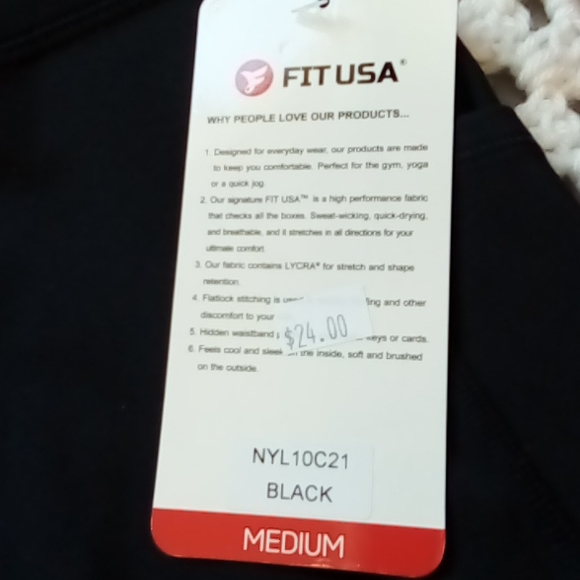 FIT USA®
WHY PEOPLE LOVE OUR PRODUCTS...
1. Designed for everyday wear, our products are made
to keep you comfortable. Perfect for the gym, yoga
or a quick jog.
2. Our signature FIT USA™ is a high performance fabric
that checks all the boxes. Sweat-wicking, quick-drying,
and breathable, and it stretches in all directions for your
ultimate comfort.
3. Our fabric contains LYCRA® for stretch and shape
retention.
4. Flatlock stitching is and other
discomfort to your
5. Hidden waistband keys or cards.
$24.00
6. Feels cool and sleek the inside, soft and brushed
on the outside.
NYL10C21
BLACK
MEDIUM